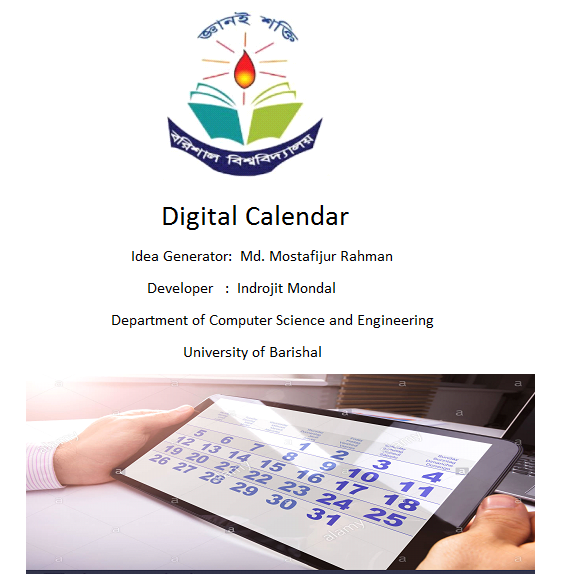 জ্ঞানই শক্তি
বরিশাল বিশ্ববিদ্যালয়
Digital Calendar
Idea Generator: Md. Mostafijur Rahman
Developer : Indrojit Mondal
Department of Computer Science and Engineering
University of Barishal
a a a a
1 2 3 4
5 6 7 8 9 10 11
12 13 14 15 16 17 18
19 20 21 22 23 24 25
26 27 28 29 30 31
alamy